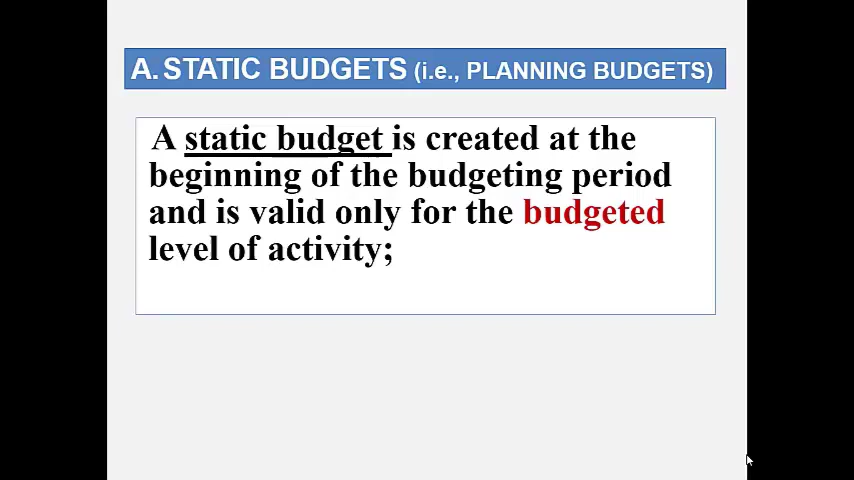 A. STATIC BUDGETS (i.e., PLANNING BUDGETS)
A static budget is created at the
beginning of the budgeting period
and is valid only for the budgeted
level of activity;